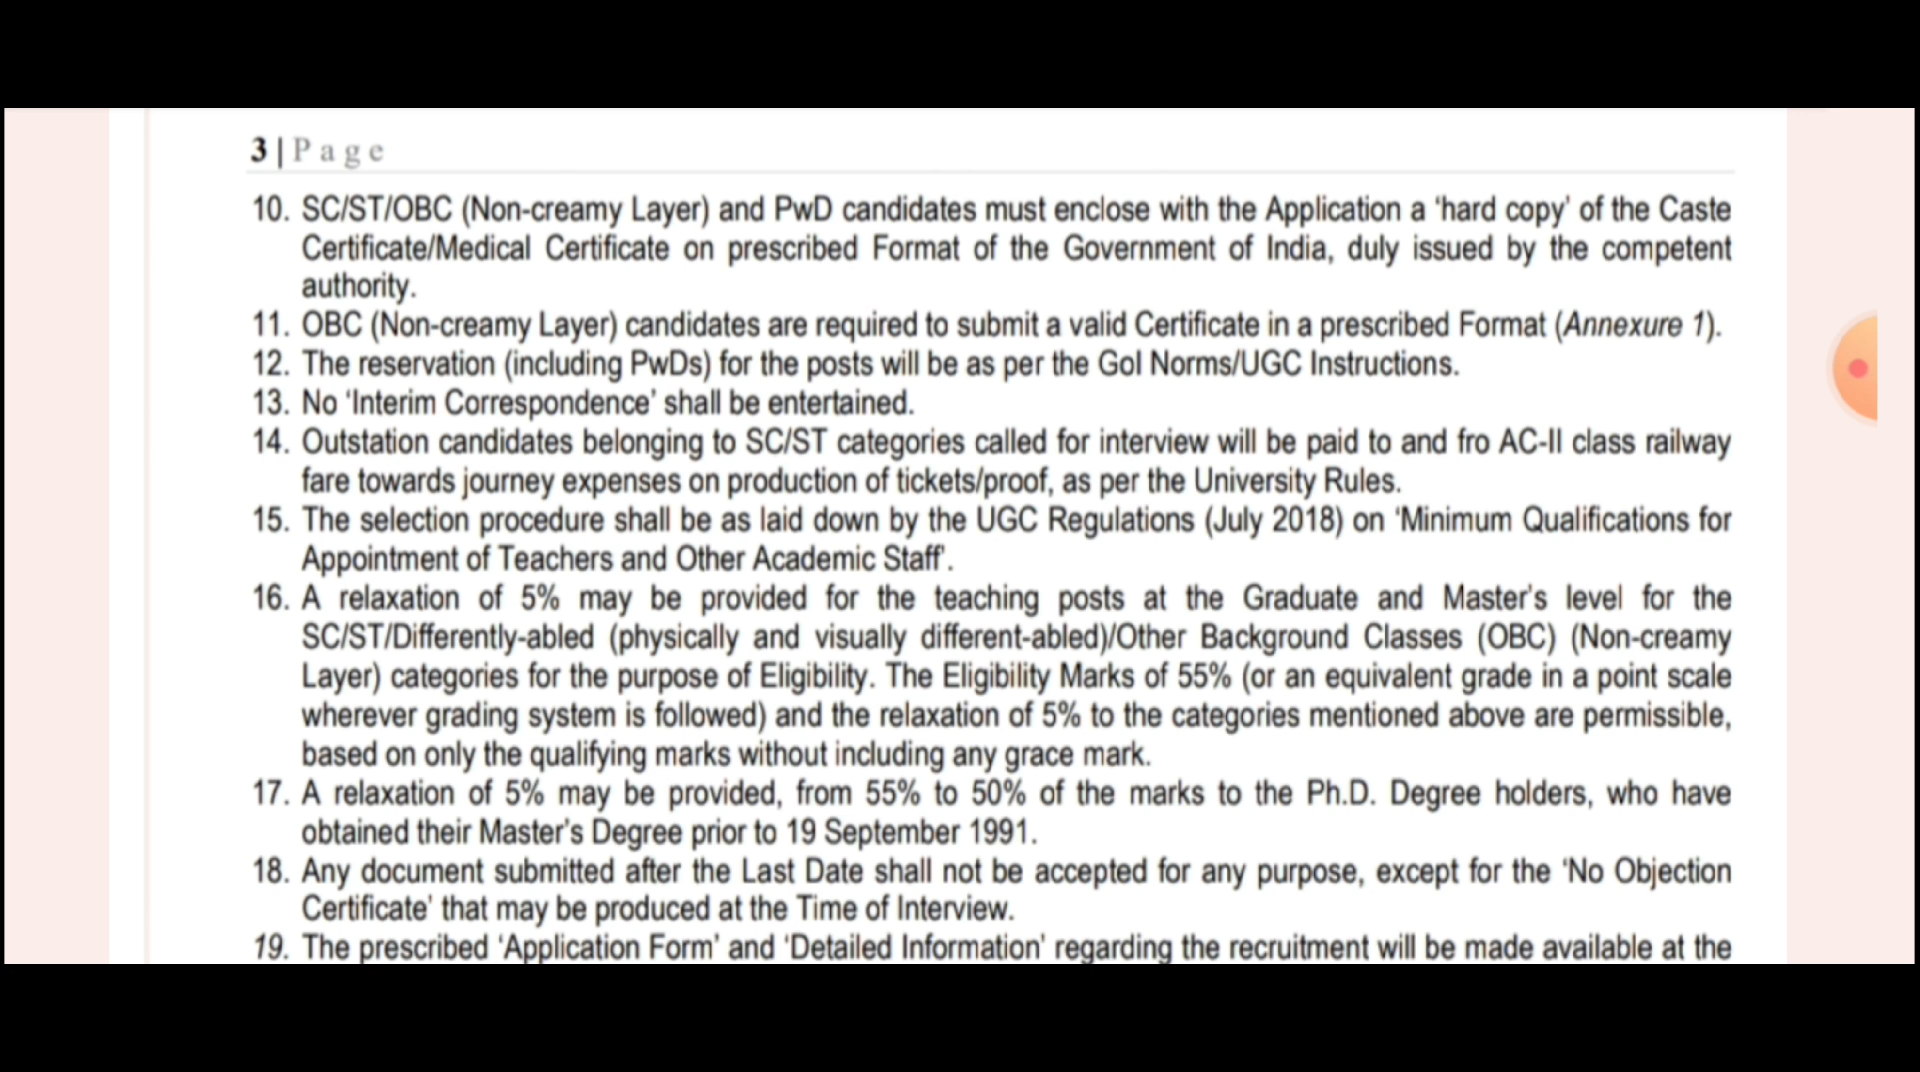 3 | P a g e
10. SC/ST/OBC (Non-creamy Layer) and PwD candidates must enclose with the Application a ‘hard copy’ of the Caste
Certificate/Medical Certificate on prescribed Format of the Government of India, duly issued by the competent
authority.
11. OBC (Non-creamy Layer) candidates are required to submit a valid Certificate in a prescribed Format (Annexure 1).
12. The reservation (including PwDs) for the posts will be as per the GoI Norms/UGC Instructions.
13. No ‘Interim Correspondence’ shall be entertained.
14. Outstation candidates belonging to SC/ST categories called for interview will be paid to and fro AC-II class railway
fare towards journey expenses on production of tickets/proof, as per the University Rules.
15. The selection procedure shall be as laid down by the UGC Regulations (July 2018) on ‘Minimum Qualifications for
Appointment of Teachers and Other Academic Staff’.
16. A relaxation of 5% may be provided for the teaching posts at the Graduate and Master’s level for the
SC/ST/Differently-abled (physically and visually different-abled)/Other Background Classes (OBC) (Non-creamy
Layer) categories for the purpose of Eligibility. The Eligibility Marks of 55% (or an equivalent grade in a point scale
wherever grading system is followed) and the relaxation of 5% to the categories mentioned above are permissible,
based on only the qualifying marks without including any grace mark.
17. A relaxation of 5% may be provided, from 55% to 50% of the marks to the Ph.D. Degree holders, who have
obtained their Master’s Degree prior to 19 September 1991.
18. Any document submitted after the Last Date shall not be accepted for any purpose, except for the ‘No Objection
Certificate’ that may be produced at the Time of Interview.
19. The prescribed ‘Application Form’ and ‘Detailed Information’ regarding the recruitment will be made available at the